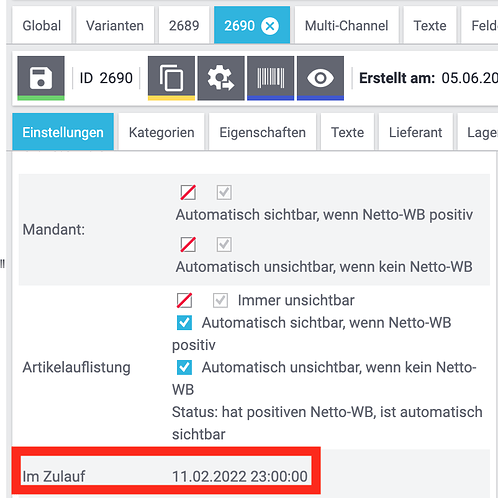 Global Varianten 2689 2690 Multi-Channel Texte Feld
ID 2690 Erstellt am: 05.06.20
Einstellungen Kategorien Eigenschaften Texte Lieferant Lage
Automatisch sichtbar, wenn Netto-WB positiv
Mandant:
Automatisch unsichtbar, wenn kein Netto-WB
Immer unsichtbar
Automatisch sichtbar, wenn Netto-WB
positiv
Artikelauflistung Automatisch unsichtbar, wenn kein Netto-
WB
Status: hat positiven Netto-WB, ist automatisch
sichtbar
Im Zulauf 11.02.2022 23:00:00